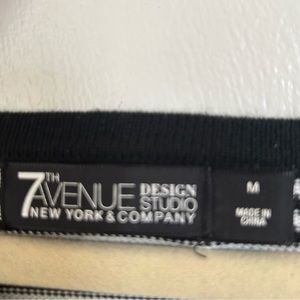 7TH AVENUE DESIGN STUDIO
NEW YORK & COMPANY
M
MADE IN
CHINA